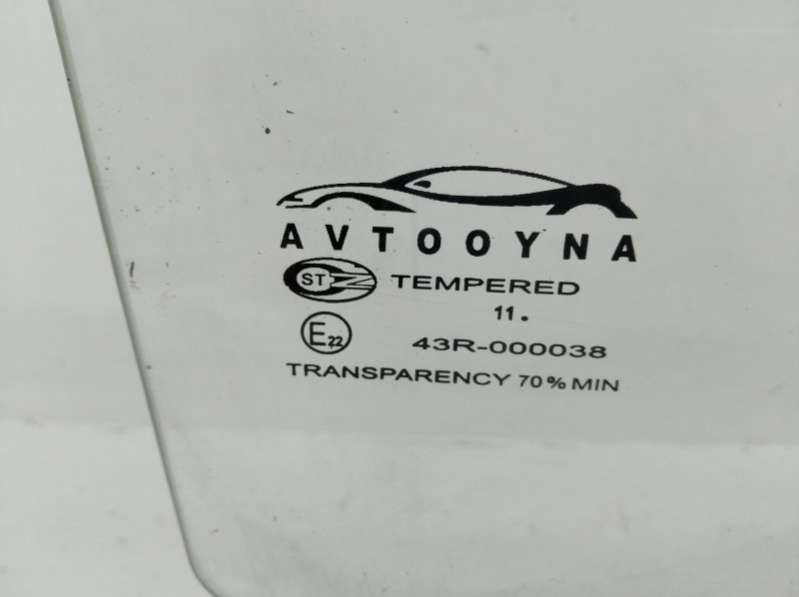 AVTOOYNA
ST TEMPERED
11.
E22 43R-000038
TRANSPARENCY 70% MIN